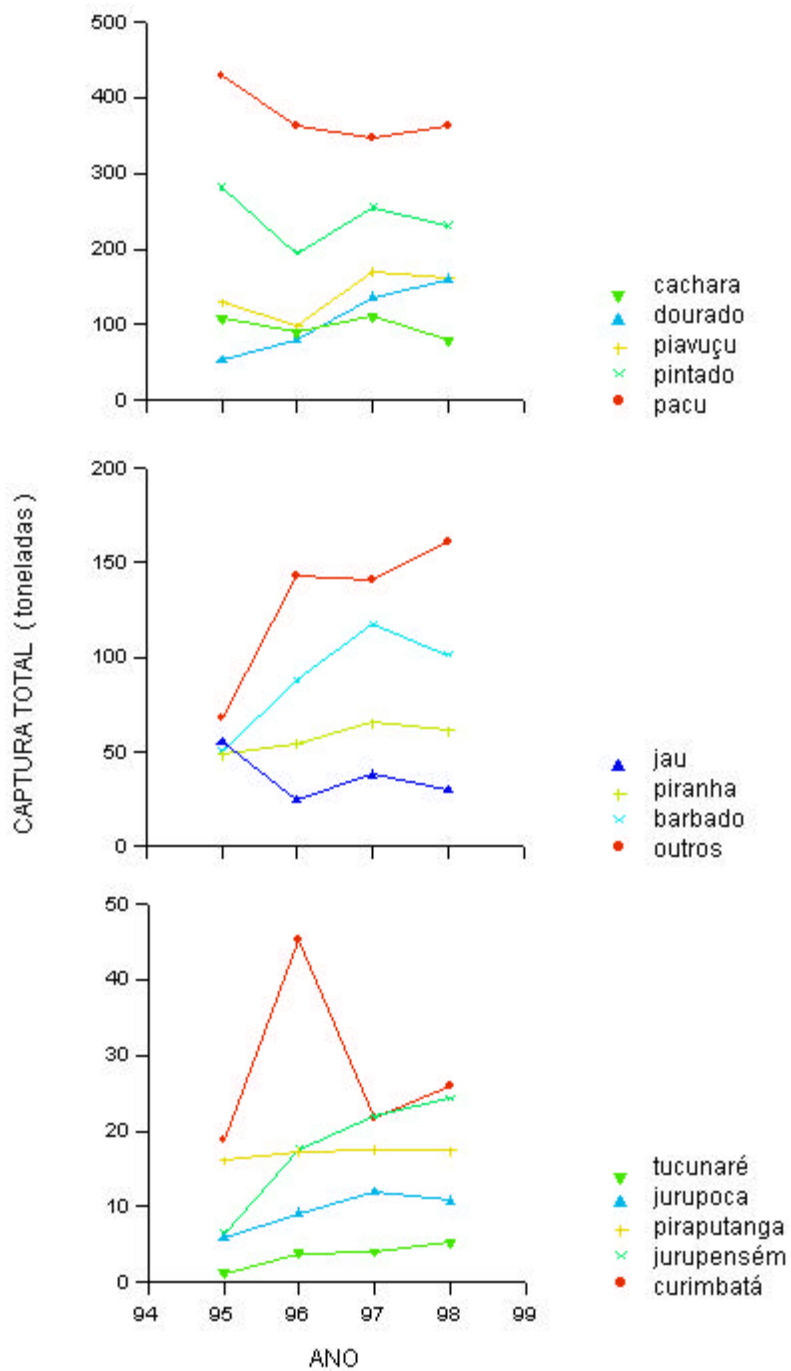 500
400
300
200
100
0
94
99
cachara
dourado
piavuçu
pintado
pacu
CAPTURA TOTAL ( toneladas )
200
150
100
50
0
jau
piranha
barbado
outros
50
40
30
20
10
0
94 95 96 97 98 99
ANO
tucunaré
jurupoca
piraputanga
jurupensém
curimbatá